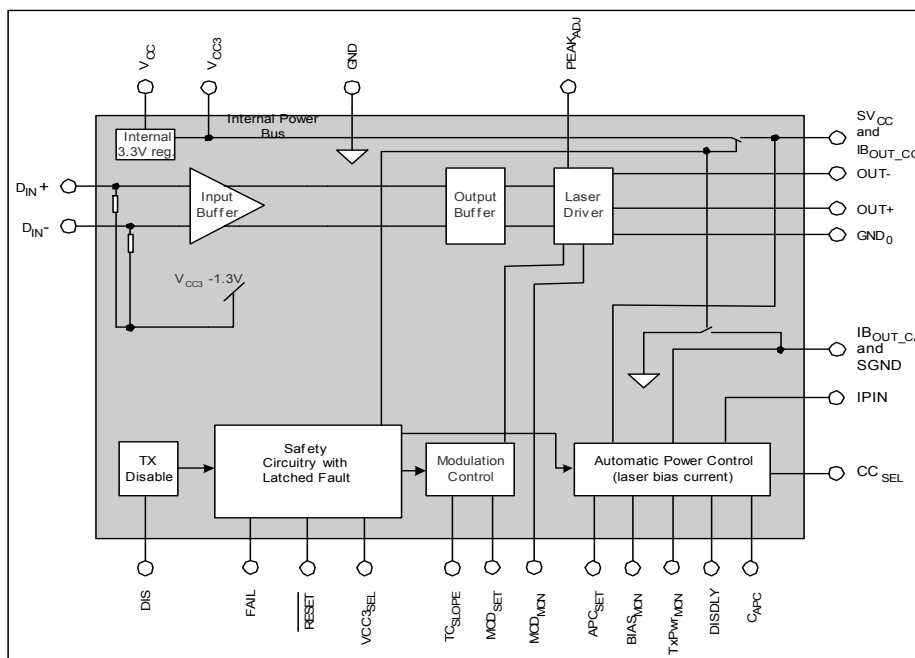 VCC
VCC3
GND
PEAKADJ
Internal Power
Bus
Internal
3.3V reg.
SVCC
and
IBOUT_CC
DIN+
Input
Buffer
Output
Buffer
Laser
Driver
OUT-
OUT+
DIN-
GND0
VCC3 -1.3V
IBOUT_CA
and
SGND
IPIN
TX
Disable
Safety
Circuitry with
Latched Fault
Modulation
Control
Automatic Power Control
(laser bias current)
CCSEL
DIS
FAIL
RESET
VCC3SEL
TCSLOPE
MODSET
MODMON
APCSET
BIASMON
TxPwrMON
DISDLY
CAPC